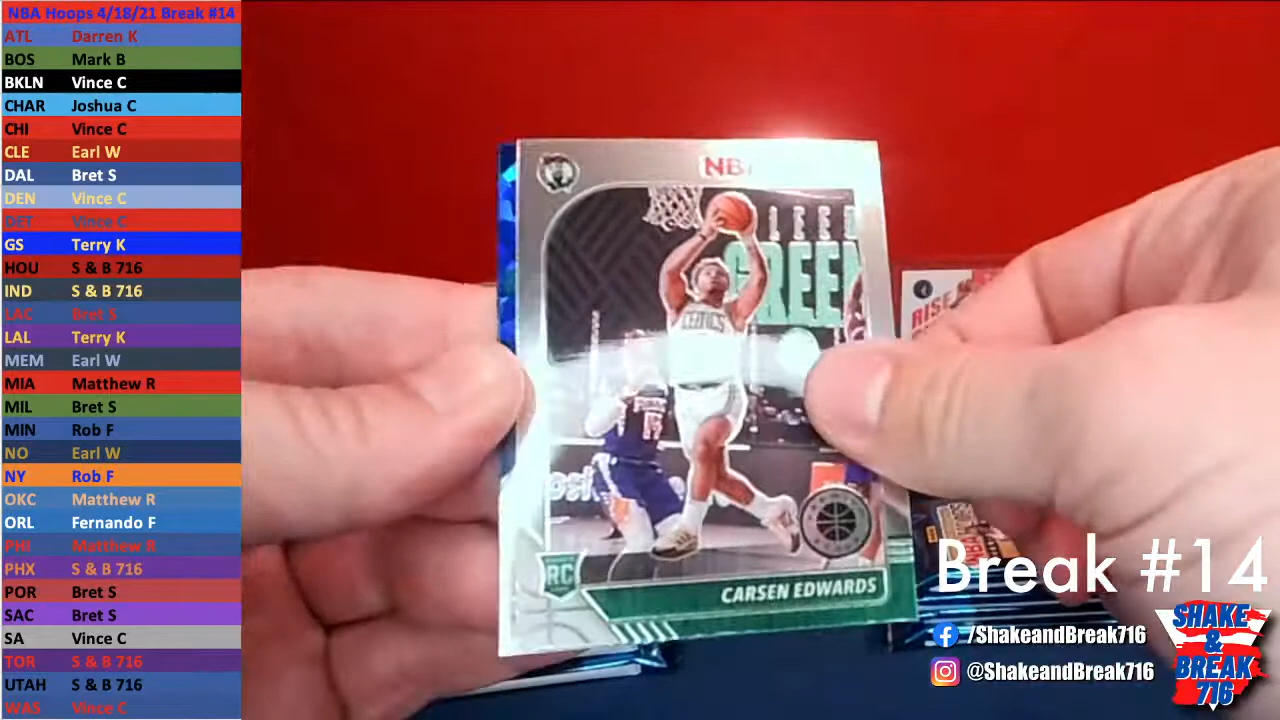 NBA Hoops 4/18/21 Break #14
ATL Darren K
BOS Mark B
BKLN Vince C
CHAR Joshua C
CHI Vince C
CLE Earl W
DAL Bret S
DEN Vince C
DET Vince C
GS Terry K
HOU S & B 716
IND S & B 716
LAC Bret S
LAL Terry K
MEM Earl W
MIA Matthew R
MIL Bret S
MIN Rob F
NO Earl W
NY Rob F
OKC Matthew R
ORL Fernando F
PHI Matthew R
PHX S & B 716
POR Bret S
SAC Bret S
SA Vince C
TOR S & B 716
UTAH S & B 716
WAS Vince C
NB
GREE
CELTICS
RISE
RC
CARSEN EDWARDS
Break #14
/ShakeandBreak716
@ShakeandBreak716
SHAKE
&
BREAK
716